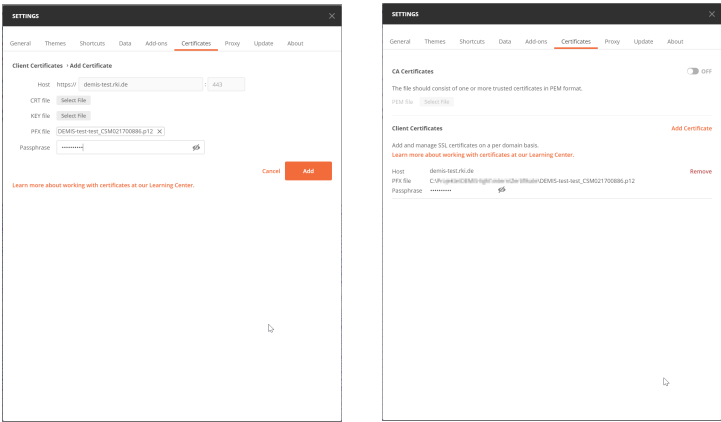 SETTINGS
General Themes Shortcuts Data Add-ons Certificates Proxy Update About
Client Certificates > Add Certificate
Host https:// demis-test.rki.de : 443
CRT file Select File
KEY file Select File
PFX file DEMIS-test-test_CSM021700886.p12 X
Passphrase ••••••••••
Cancel Add
Learn more about working with certificates at our Learning Center.
SETTINGS
General Themes Shortcuts Data Add-ons Certificates Proxy Update About
CA Certificates OFF
The file should consist of one or more trusted certificates in PEM format.
PEM file Select File
Client Certificates Add Certificate
Add and manage SSL certificates on a per domain basis.
Learn more about working with certificates at our Learning Center.
Host demis-test.rki.de Remove
PFX file DEMIS-test-test_CSM021700886.p12
Passphrase ••••••••••